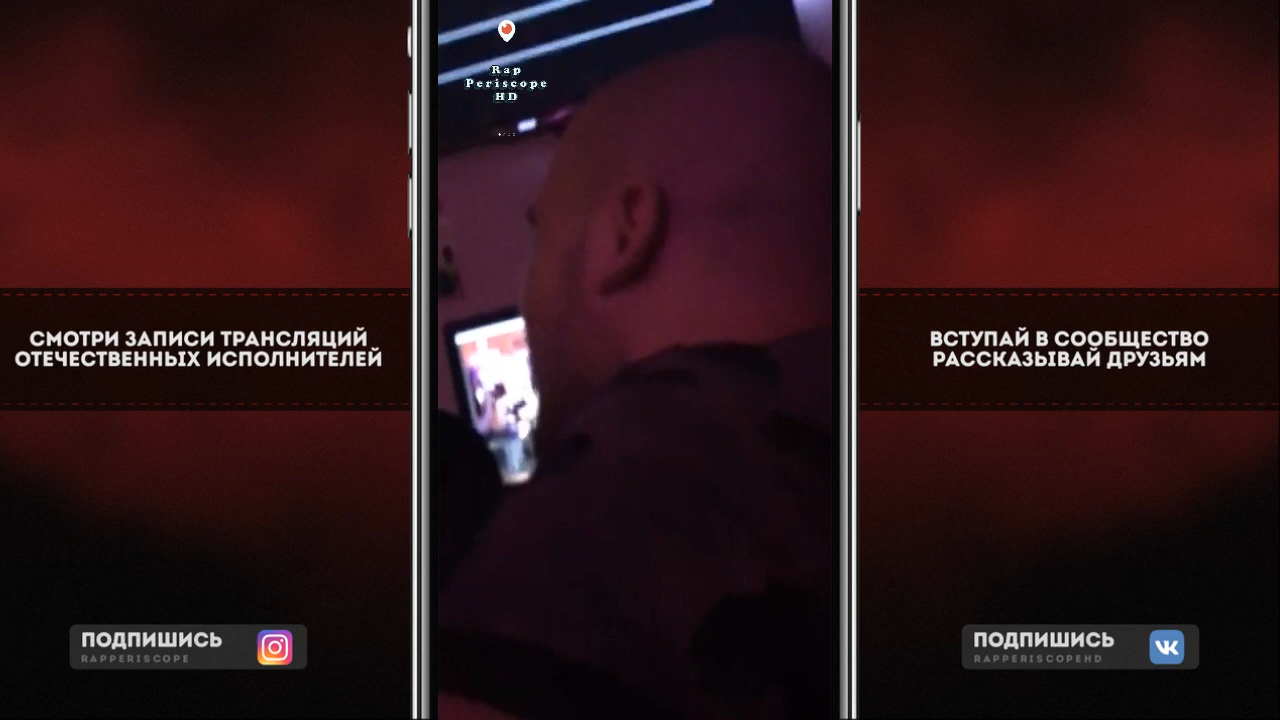 Rap
Periscope
HD
СМОТРИ ЗАПИСИ ТРАНСЛЯЦИЙ
ОТЕЧЕСТВЕННЫХ ИСПОЛНИТЕЛЕЙ
ВСТУПАЙ В СООБЩЕСТВО
РАССКАЗЫВАЙ ДРУЗЬЯМ
ПОДПИШИСЬ
RAPPERISCOPE
ПОДПИШИСЬ
RAPPERISCOPEHD